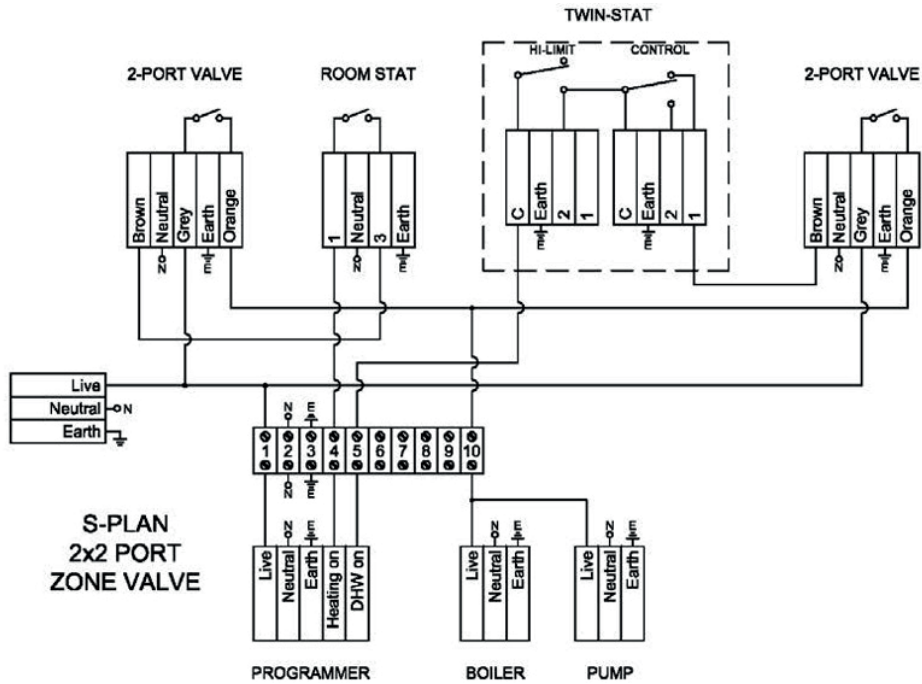 TWIN-STAT
HI-LIMIT
CONTROL
2-PORT VALVE
ROOM STAT
2-PORT VALVE
Brown
Neutral
Grey
Earth
Orange
N
E
1
Neutral
3
Earth
N
E
C
Earth
2
1
E
C
Earth
2
1
E
Brown
Neutral
Grey
Earth
Orange
N
E
Live
Neutral
N
Earth
N
E
1
2
3
4
5
6
7
8
9
10
N
E
S-PLAN
2x2 PORT
ZONE VALVE
N
E
Live
Neutral
Earth
Heating on
DHW on
N
E
Live
Neutral
Earth
N
E
Live
Neutral
Earth
PROGRAMMER
BOILER
PUMP